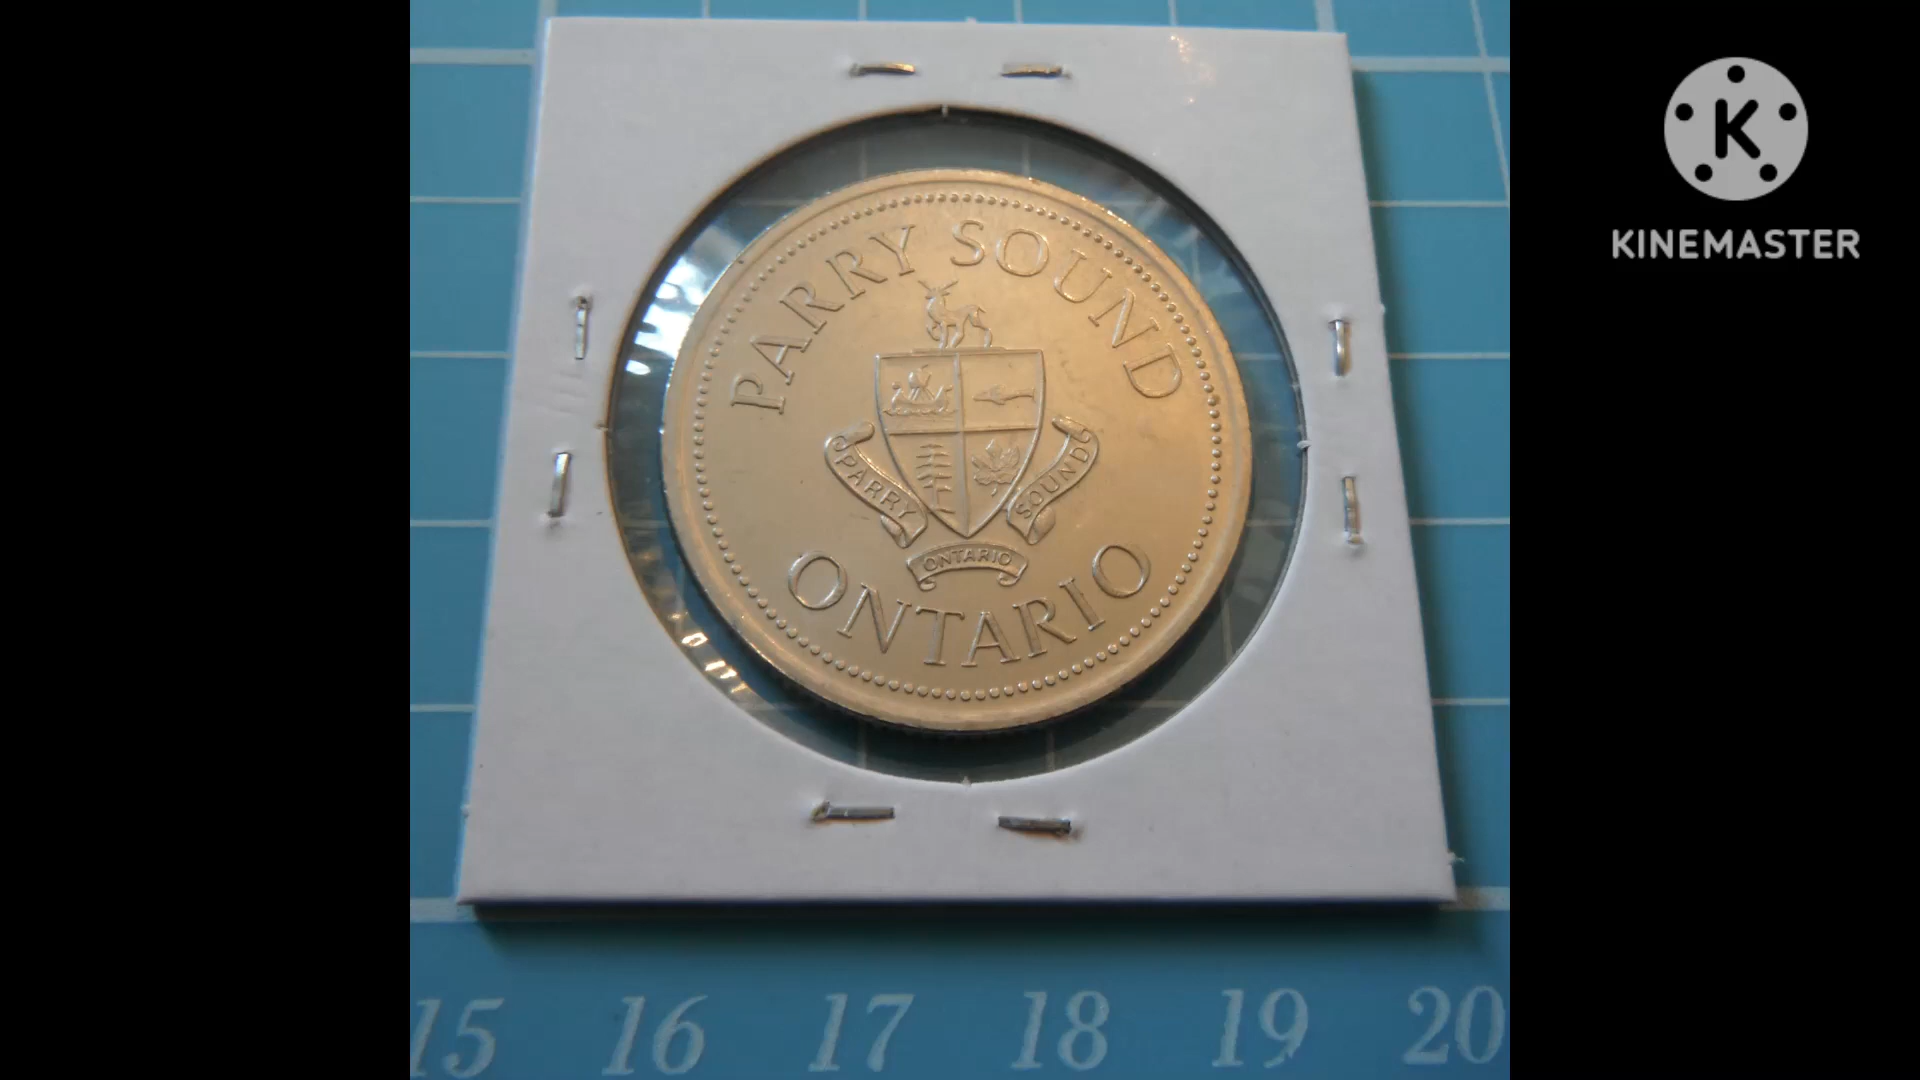 PARRY SOUND
PARRY
SOUND
ONTARIO
ONTARIO
K
KINEMASTER
15 16 17 18 19 20